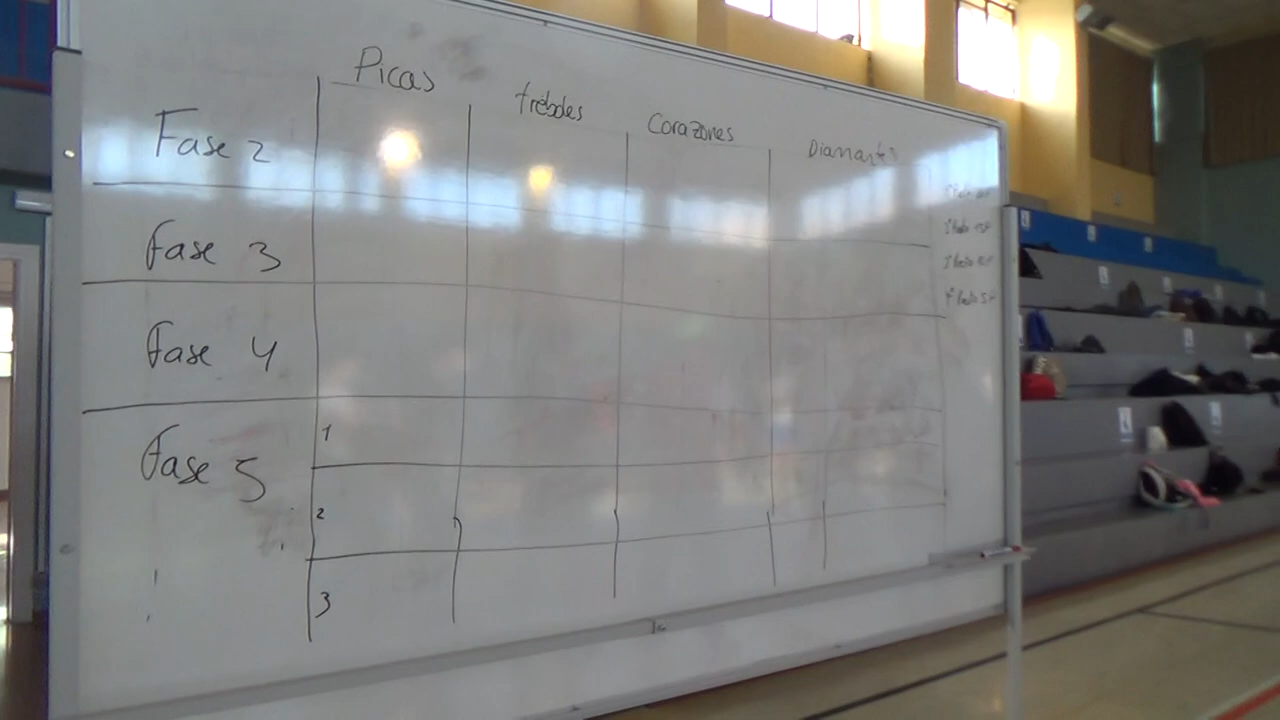 Picas
tréboles
Corazones
Diamantes
Fase 2
Fase 3
Fase 4
Fase 5
1
2
3